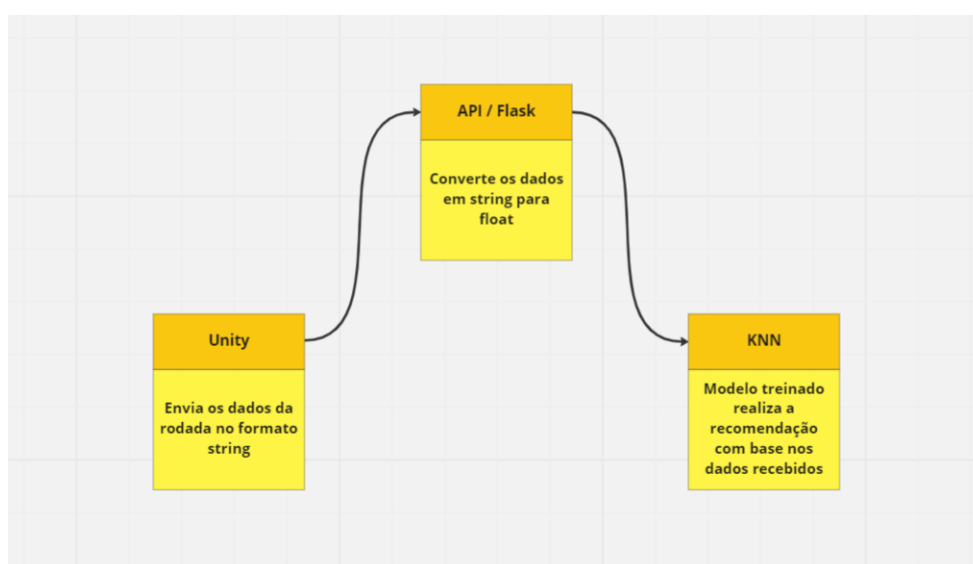 API / Flask
Converte os dados
em string para
float
Unity
Envia os dados da
rodada no formato
string
KNN
Modelo treinado
realiza a
recomendação
com base nos
dados recebidos